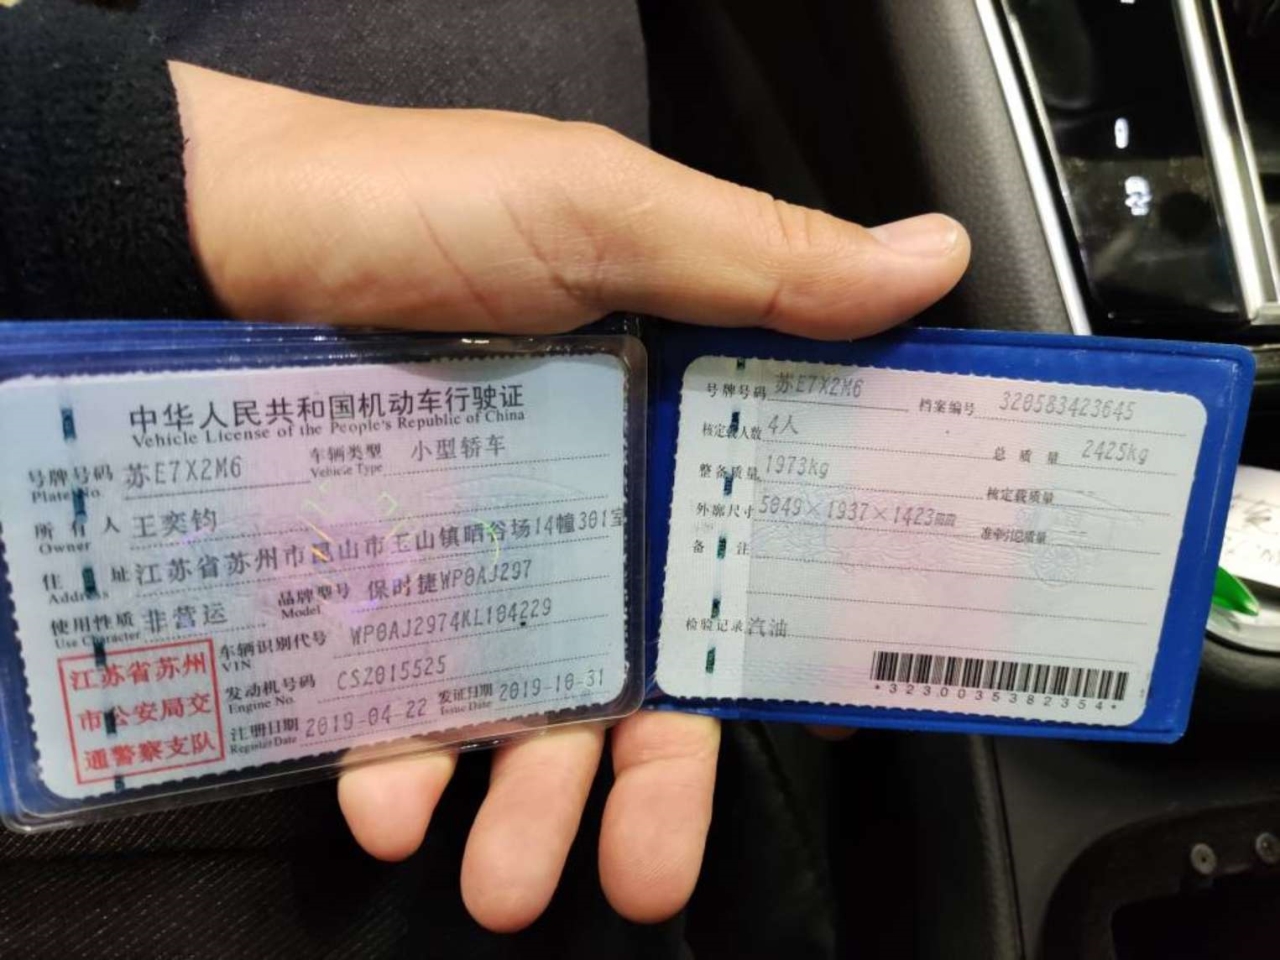 中华人民共和国机动车行驶证
Vehicle License of the People's Republic of China
号牌号码 苏E7X2M6 车辆类型 小型轿车
Plate No. Vehicle Type
所有人 王奕钧
Owner
住址 江苏省苏州市昆山市玉山镇晒谷场14幢301室
Address
使用性质 非营运 品牌型号 保时捷WP0AJ297
Use Character Model
车辆识别代号 WP0AJ2974KL104229
VIN
发动机号码 CSZ015525
Engine No.
注册日期 2019-04-22 发证日期 2019-10-31
Register Date Issue Date
江苏省苏州
市公安局交
通警察支队
号牌号码 苏E7X2M6 档案编号 320583423645
核定载人数 4人 总质量 2425kg
整备质量 1973kg 核定载质量 --
外廓尺寸 5049×1937×1423mm 准牵引总质量 --
备注
检验记录 汽油
*3230035382354*